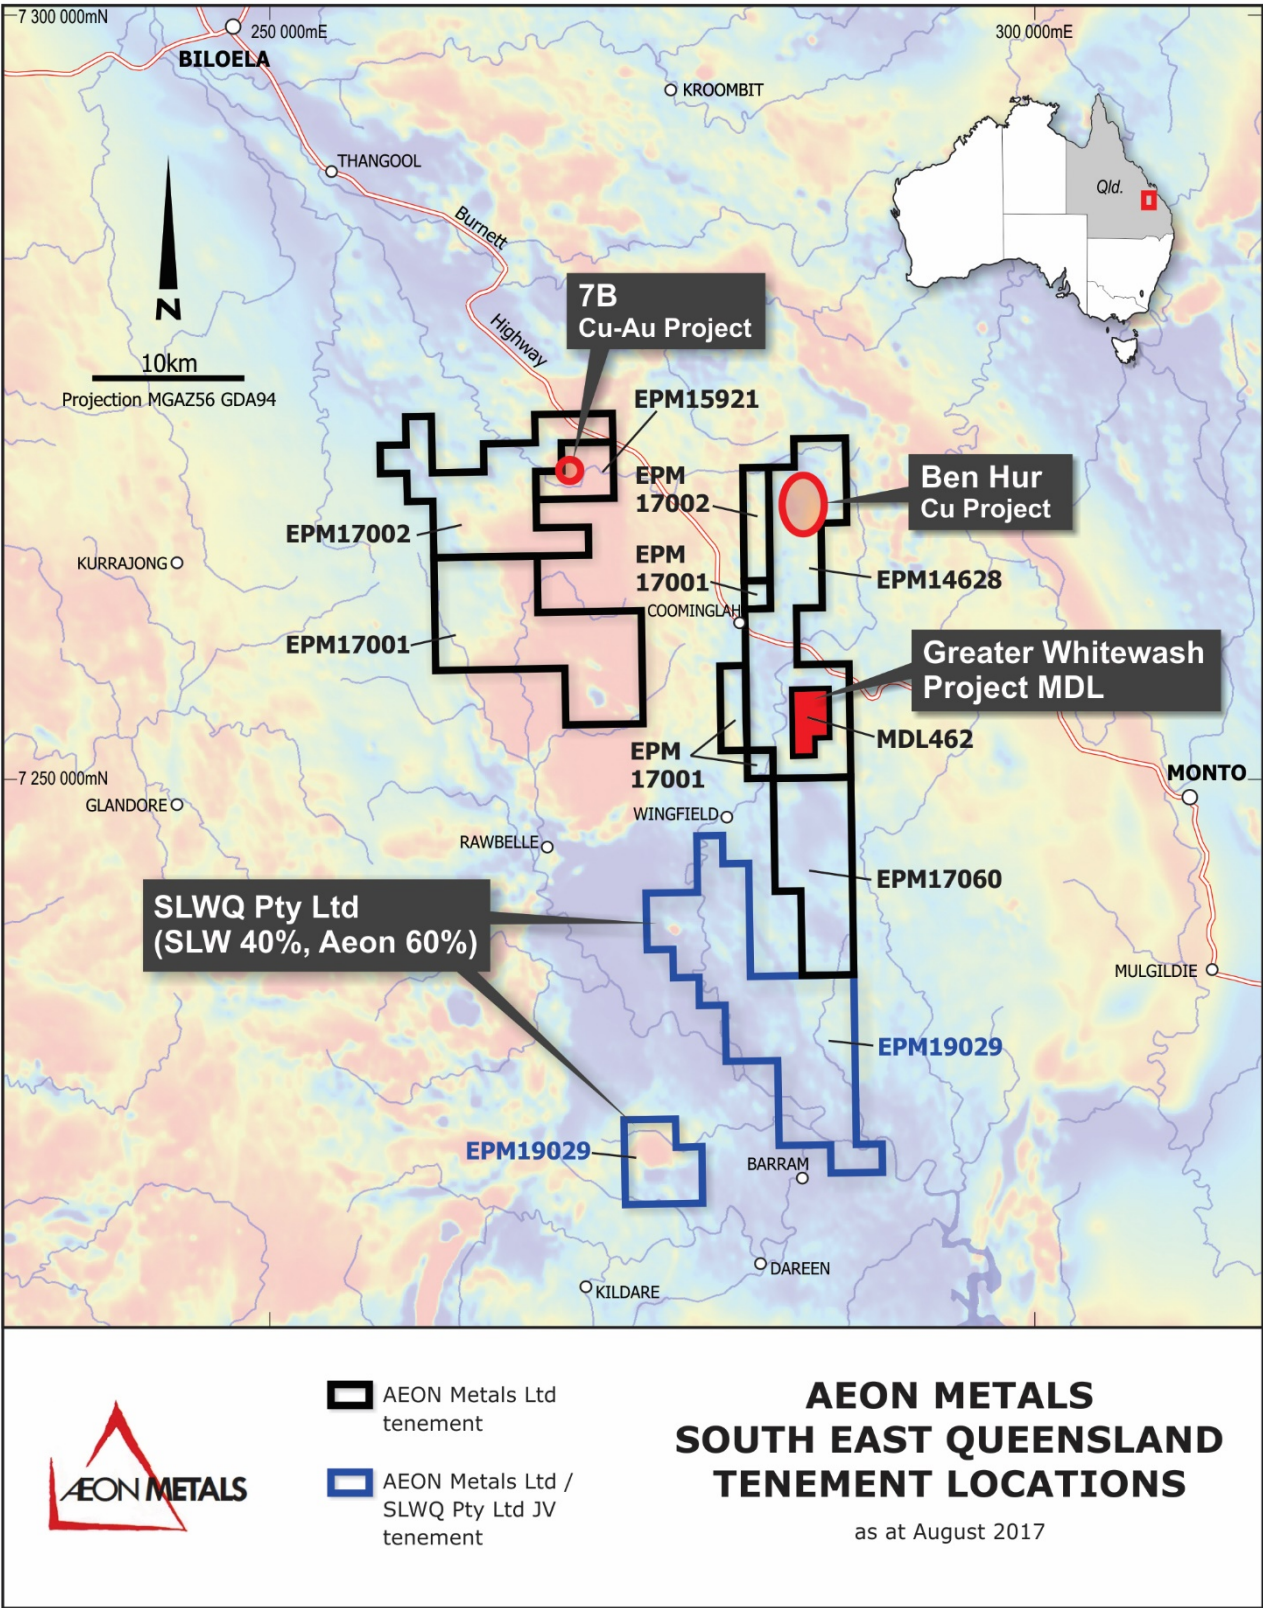 7 300 000mN
250 000mE
300 000mE
BILOELA
KROOMBIT
THANGOOL
Qld.
Burnett
Highway
N
10km
Projection MGAZ56 GDA94
7B
Cu-Au Project
EPM15921
EPM
17002
Ben Hur
Cu Project
EPM17002
KURRAJONG
EPM
17001
EPM14628
COOMINGLAH
EPM17001
Greater Whitewash
Project MDL
MDL462
EPM
17001
7 250 000mN
MONTO
GLANDORE
WINGFIELD
RAWBELLE
EPM17060
SLWQ Pty Ltd
(SLW 40%, Aeon 60%)
MULGILDIE
EPM19029
EPM19029
BARRAM
DAREEN
KILDARE
AEON METALS
AEON Metals Ltd
tenement
AEON Metals Ltd /
SLWQ Pty Ltd JV
tenement
AEON METALS
SOUTH EAST QUEENSLAND
TENEMENT LOCATIONS
as at August 2017